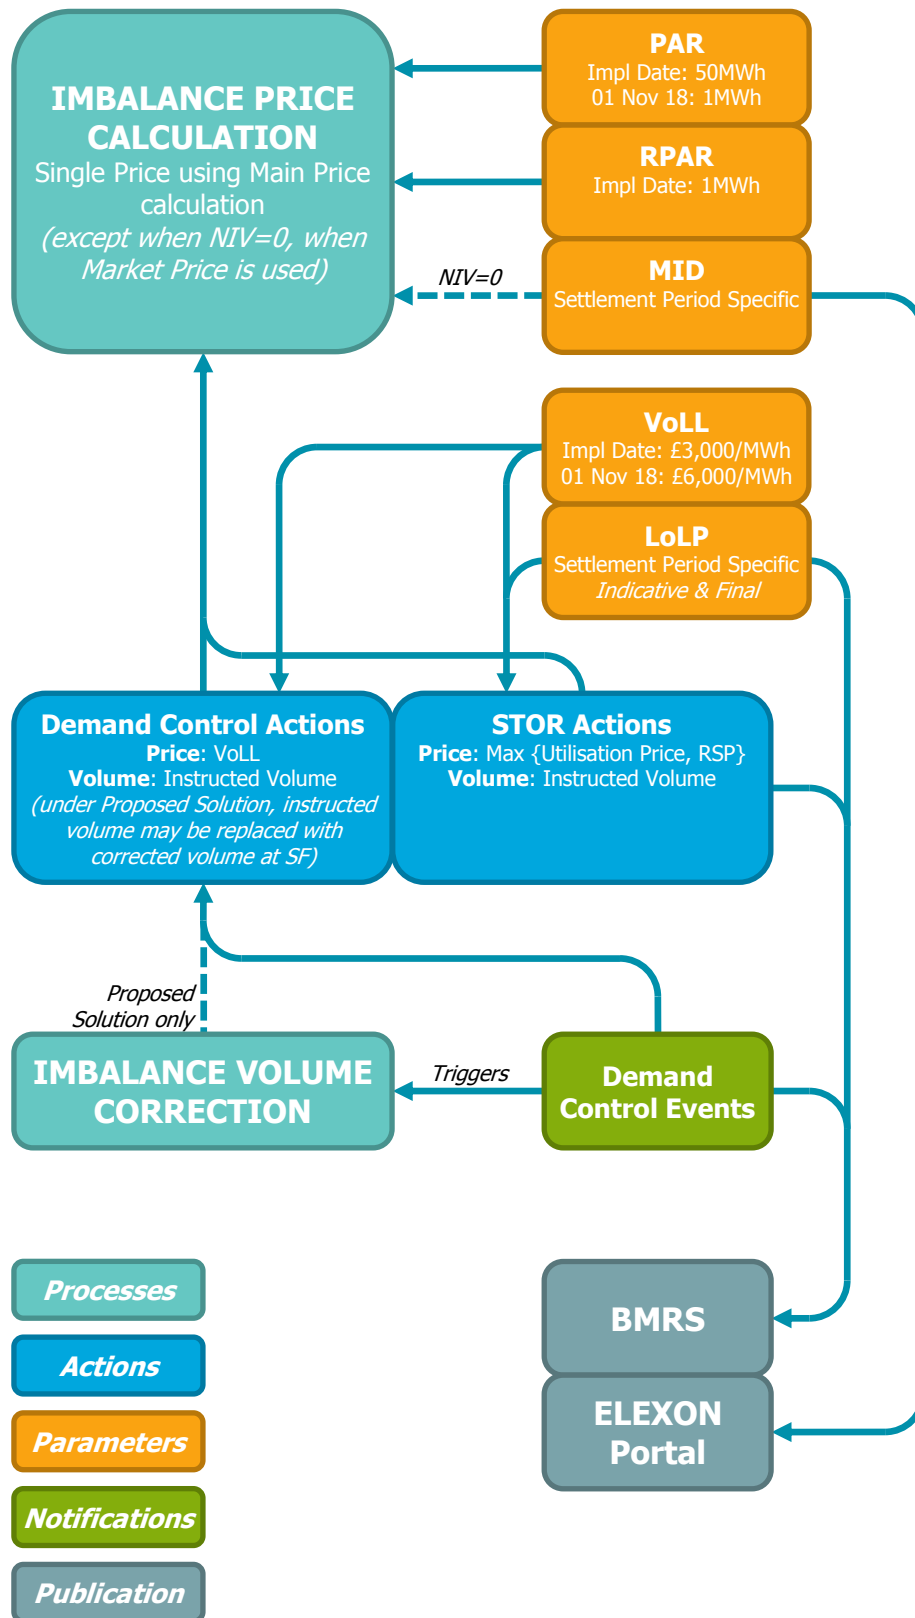 IMBALANCE PRICE
CALCULATION
Single Price using Main Price
calculation
(except when NIV=0, when
Market Price is used)
PAR
Impl Date: 50MWh
01 Nov 18: 1MWh
RPAR
Impl Date: 1MWh
NIV=0
MID
Settlement Period Specific
VoLL
Impl Date: £3,000/MWh
01 Nov 18: £6,000/MWh
LoLP
Settlement Period Specific
Indicative & Final
Demand Control Actions
Price: VoLL
Volume: Instructed Volume
(under Proposed Solution, instructed
volume may be replaced with
corrected volume at SF)
STOR Actions
Price: Max {Utilisation Price, RSP}
Volume: Instructed Volume
Proposed
Solution only
IMBALANCE VOLUME
CORRECTION
Triggers
Demand
Control Events
Processes
Actions
Parameters
Notifications
Publication
BMRS
ELEXON
Portal